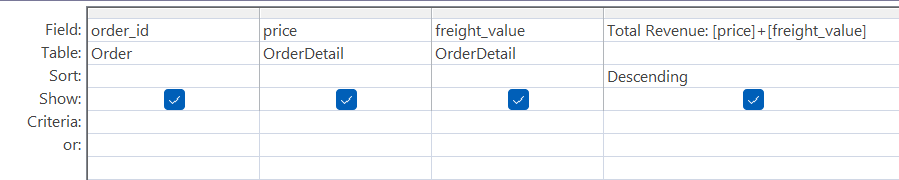 Field: order_id price freight_value Total Revenue: [price]+[freight_value]
Table: Order OrderDetail OrderDetail
Sort: Descending
Show:
Criteria:
or: